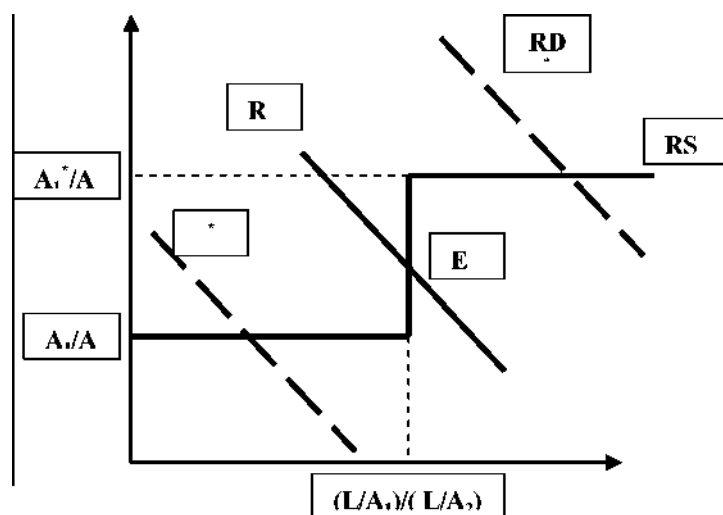 RD
*
R
RS
A₁*/A
*
E
A₁/A
(L/A₁)/( L/A₂)